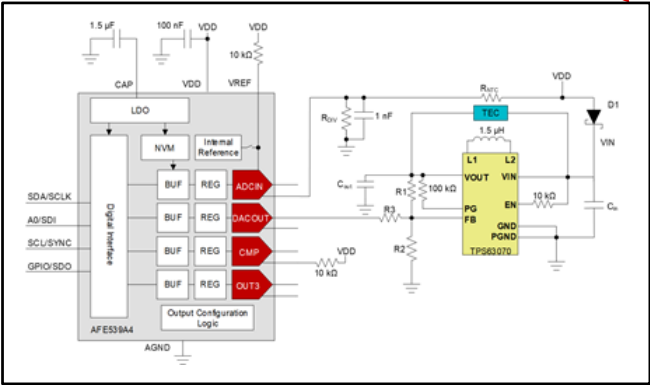 1.5 µF
100 nF
VDD
VDD
10 kΩ
CAP
VDD
VREF
LDO
NVM
Internal
Reference
Digital Interface
BUF
REG
ADCIN
BUF
REG
DACOUT
BUF
REG
CMP
BUF
REG
OUT3
SDA/SCLK
A0/SDI
SCL/SYNC
GPIO/SDO
Output Configuration
Logic
AFE539A4
AGND
VDD
10 kΩ
RDIV
1 nF
RNTC
VDD
TEC
D1
1.5 µH
VIN
L1
L2
VOUT
VIN
Cout
R1
100 kΩ
PG
EN
10 kΩ
Cin
R3
FB
GND
R2
PGND
TPS63070